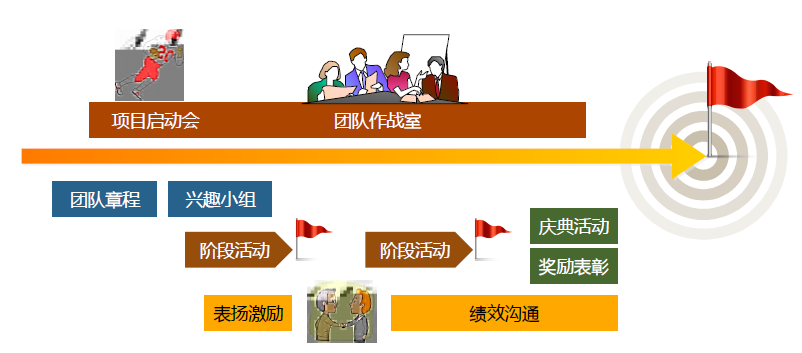 项目启动会
团队作战室
团队章程
兴趣小组
阶段活动
阶段活动
庆典活动
奖励表彰
表场激励
绩效沟通